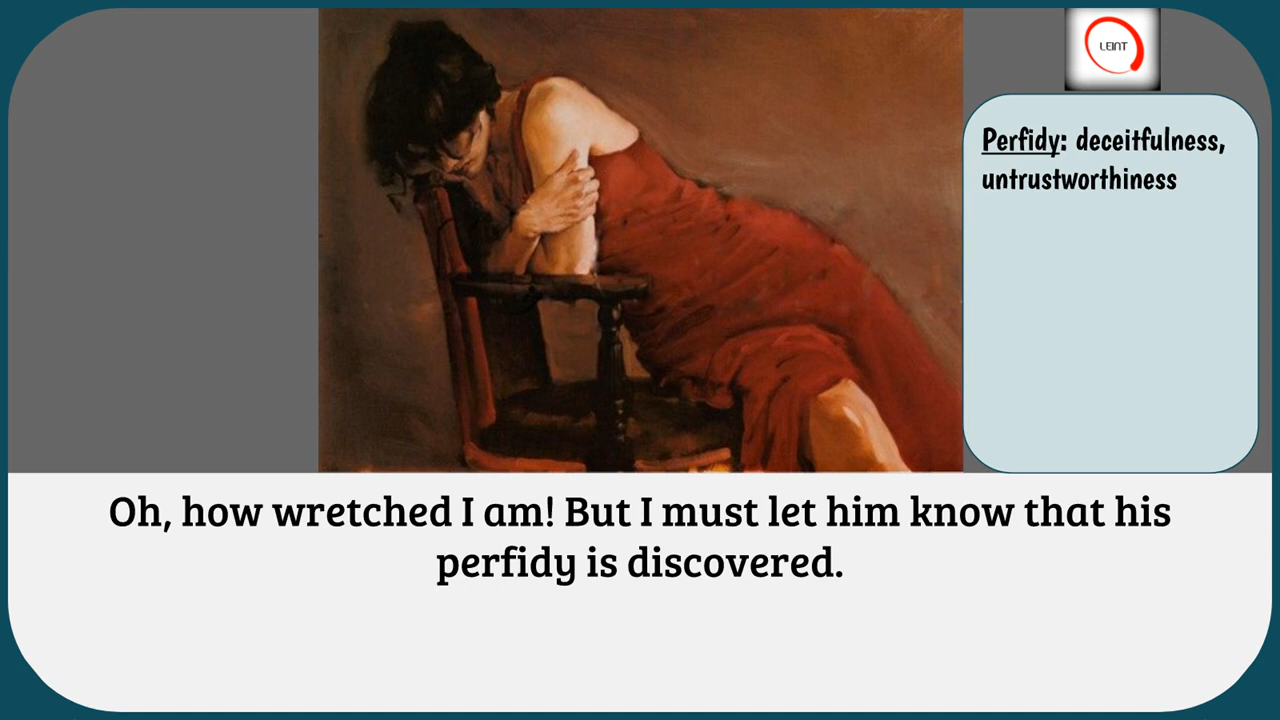 LEINT
Perfidy: deceitfulness,
untrustworthiness
Oh, how wretched I am! But I must let him know that his
perfidy is discovered.